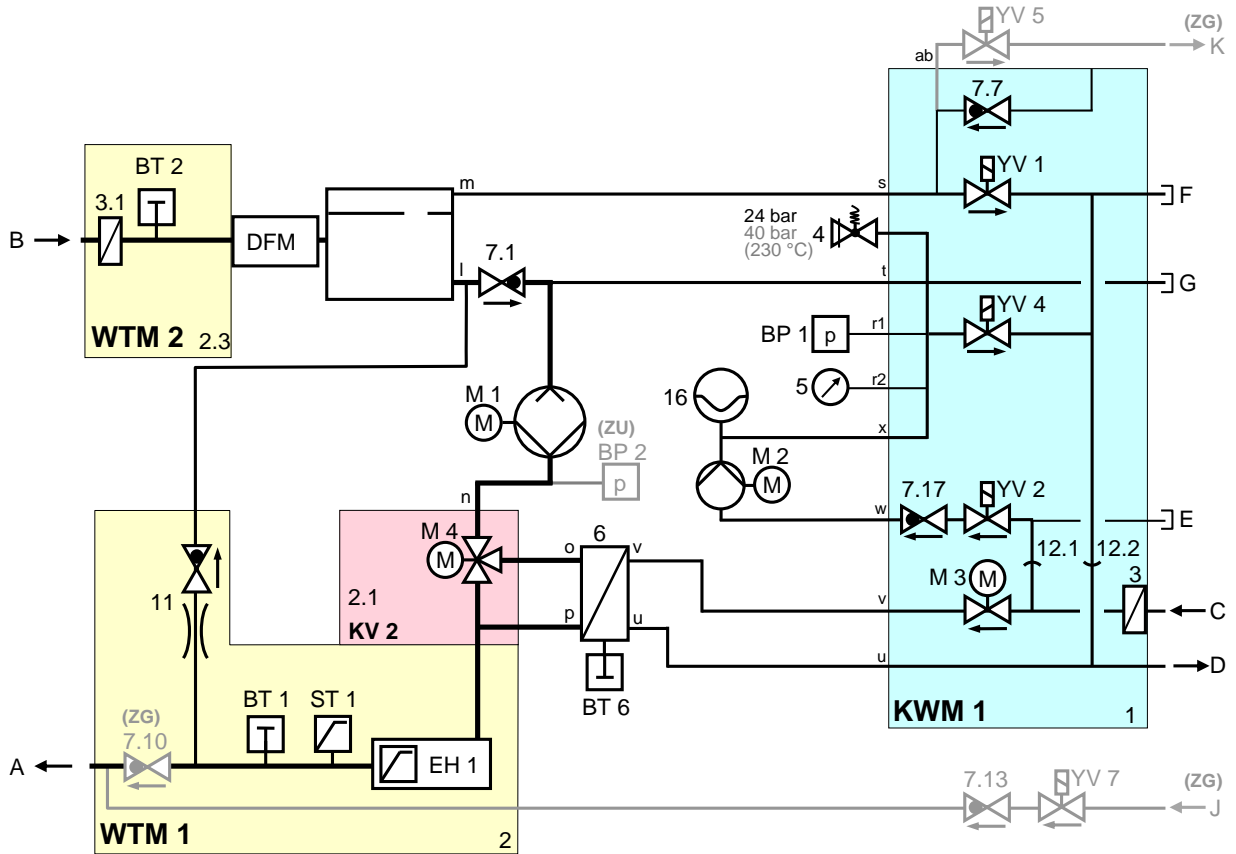 YV 5
(ZG)
K
ab
7.7
BT 2
3.1
m
s
YV 1
F
B
DFM
24 bar
40 bar
(230 °C)
4
l
7.1
t
G
WTM 2
2.3
YV 4
BP 1
p
r1
M 1
M
5
r2
16
x
(ZU)
BP 2
p
M 2
M
n
7.17
YV 2
w
E
M 4
M
o
6
v
12.1
12.2
M 3
M
3
11
2.1
KV 2
p
u
v
C
u
D
BT 6
BT 1
ST 1
KWM 1
1
(ZG)
7.10
A
EH 1
7.13
YV 7
(ZG)
J
WTM 1
2